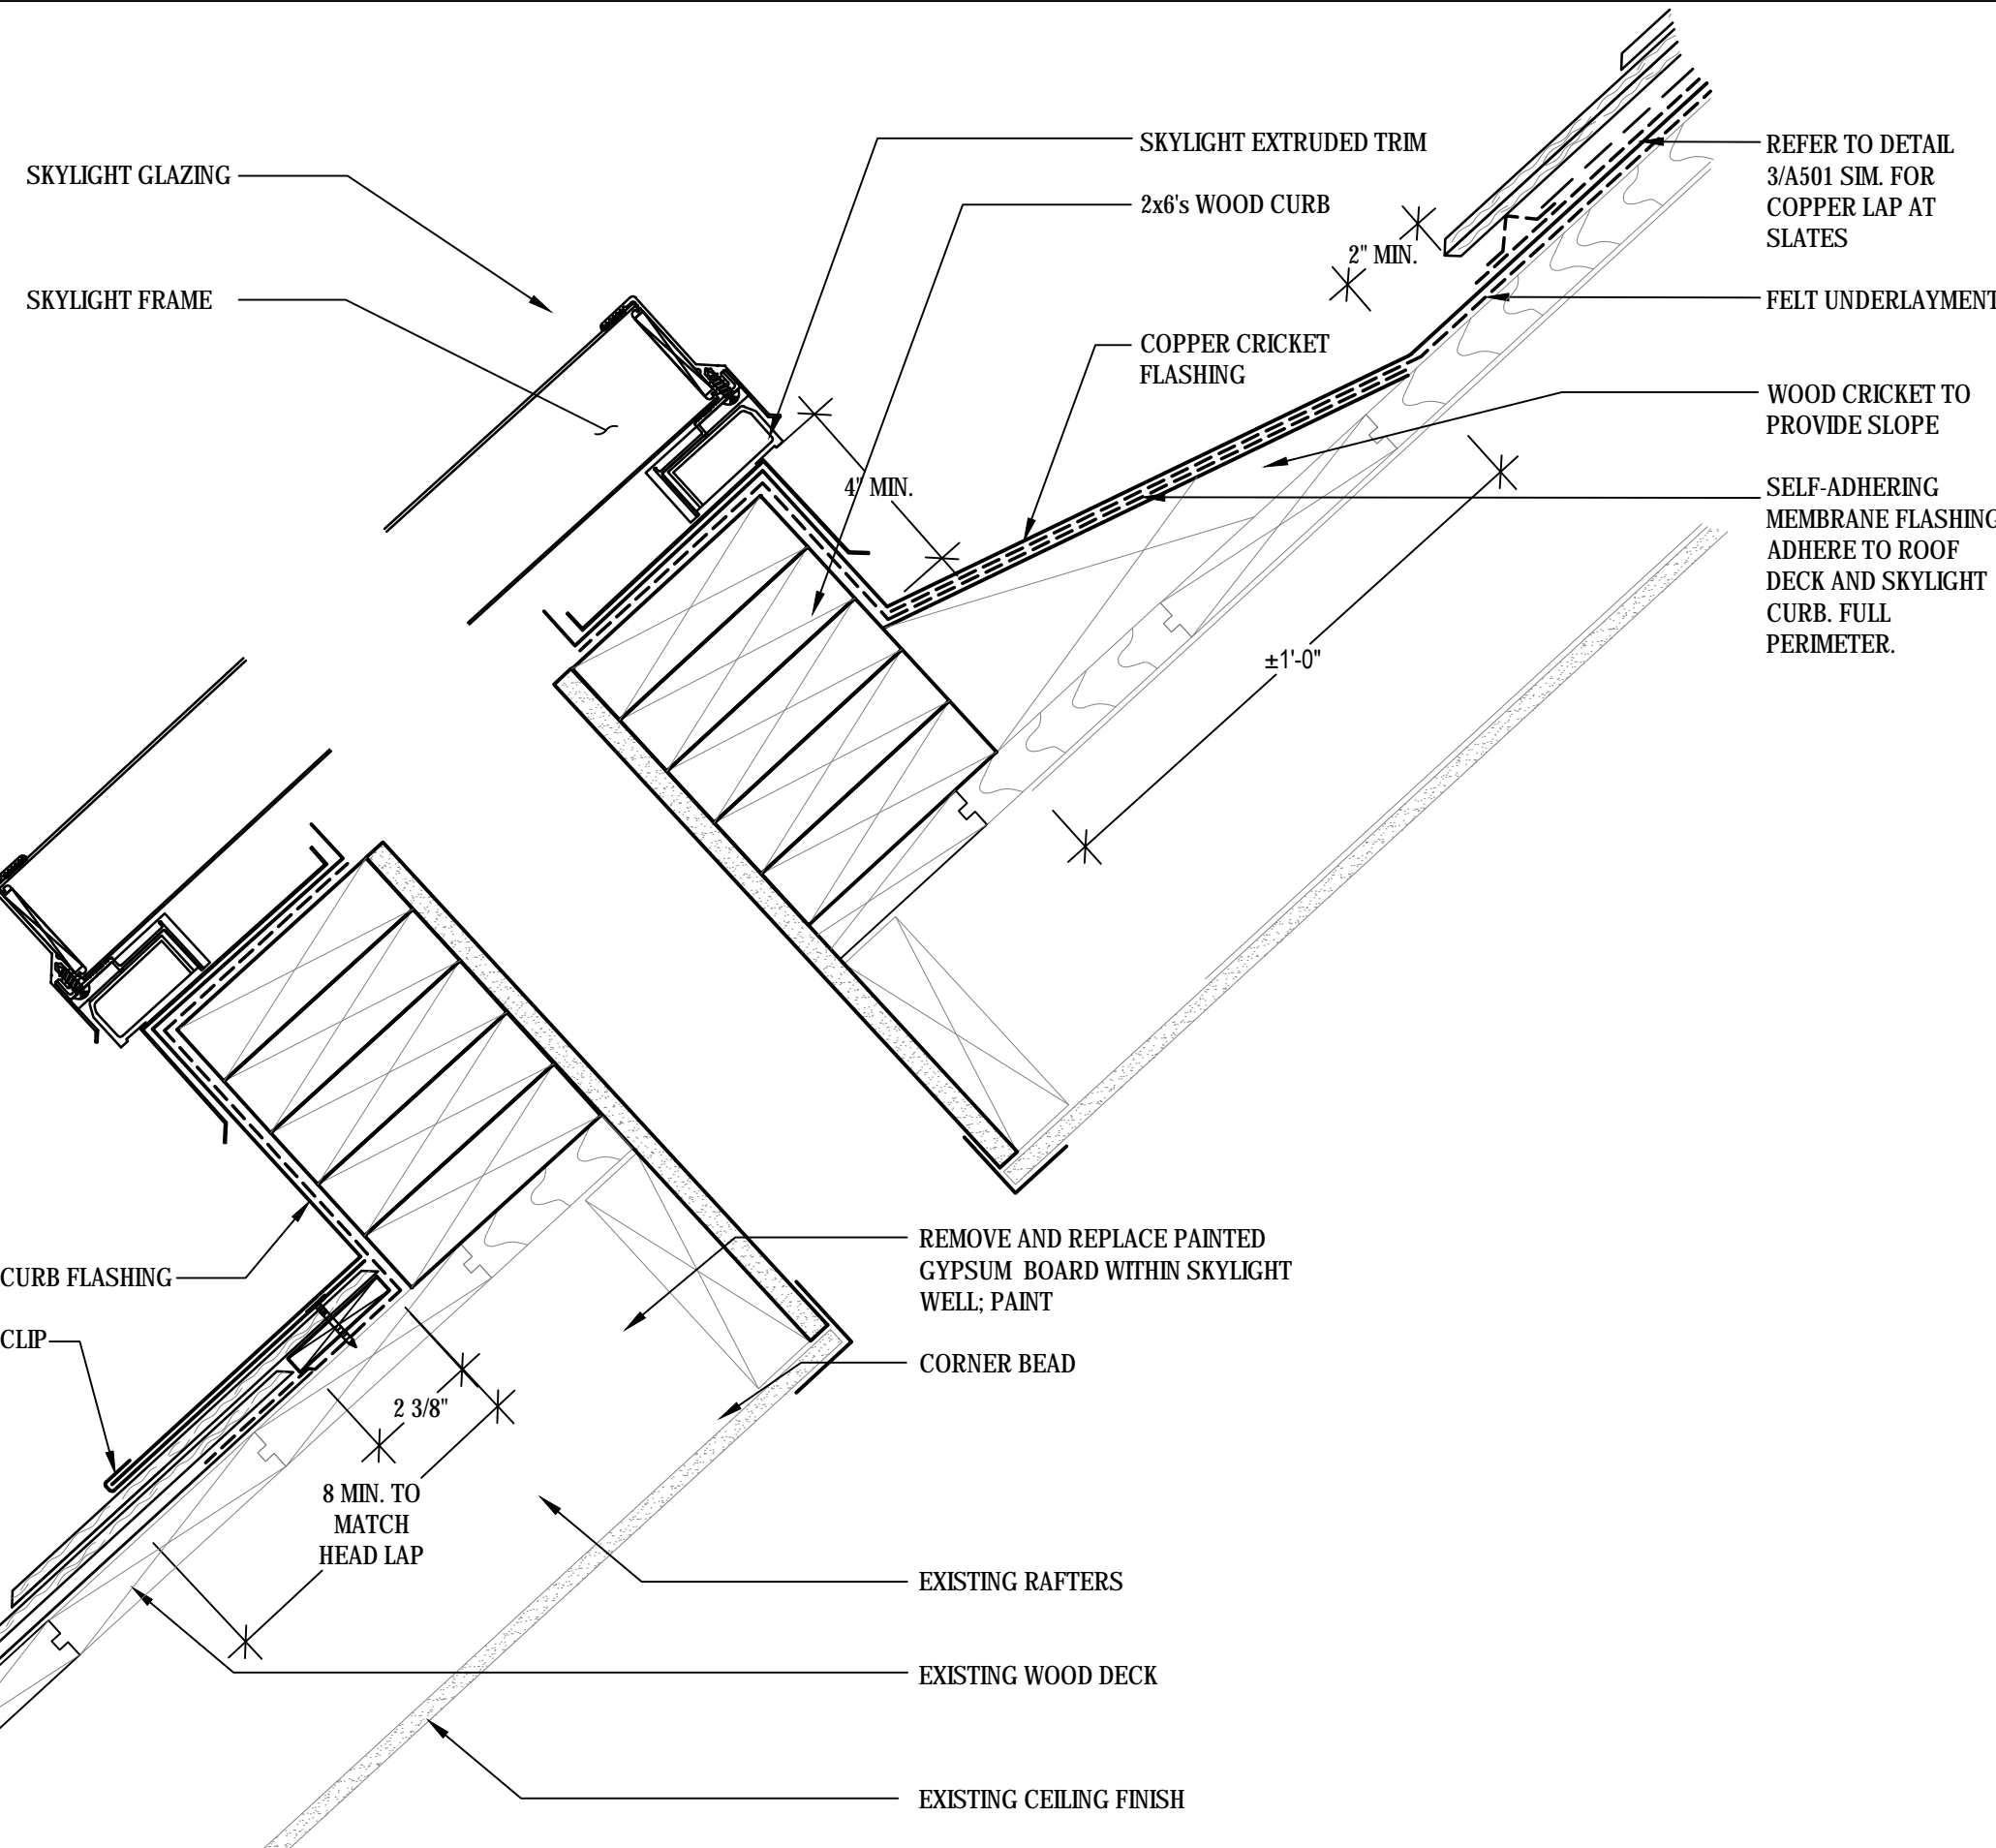 SKYLIGHT GLAZING
SKYLIGHT FRAME
SKYLIGHT EXTRUDED TRIM
2x6's WOOD CURB
2" MIN.
COPPER CRICKET
FLASHING
4" MIN.
REFER TO DETAIL
3/A501 SIM. FOR
COPPER LAP AT
SLATES
FELT UNDERLAYMENT
WOOD CRICKET TO
PROVIDE SLOPE
SELF-ADHERING
MEMBRANE FLASHING
ADHERE TO ROOF
DECK AND SKYLIGHT
CURB. FULL
PERIMETER.
±1'-0"
CURB FLASHING
CLIP
2 3/8"
8 MIN. TO
MATCH
HEAD LAP
REMOVE AND REPLACE PAINTED
GYPSUM BOARD WITHIN SKYLIGHT
WELL; PAINT
CORNER BEAD
EXISTING RAFTERS
EXISTING WOOD DECK
EXISTING CEILING FINISH